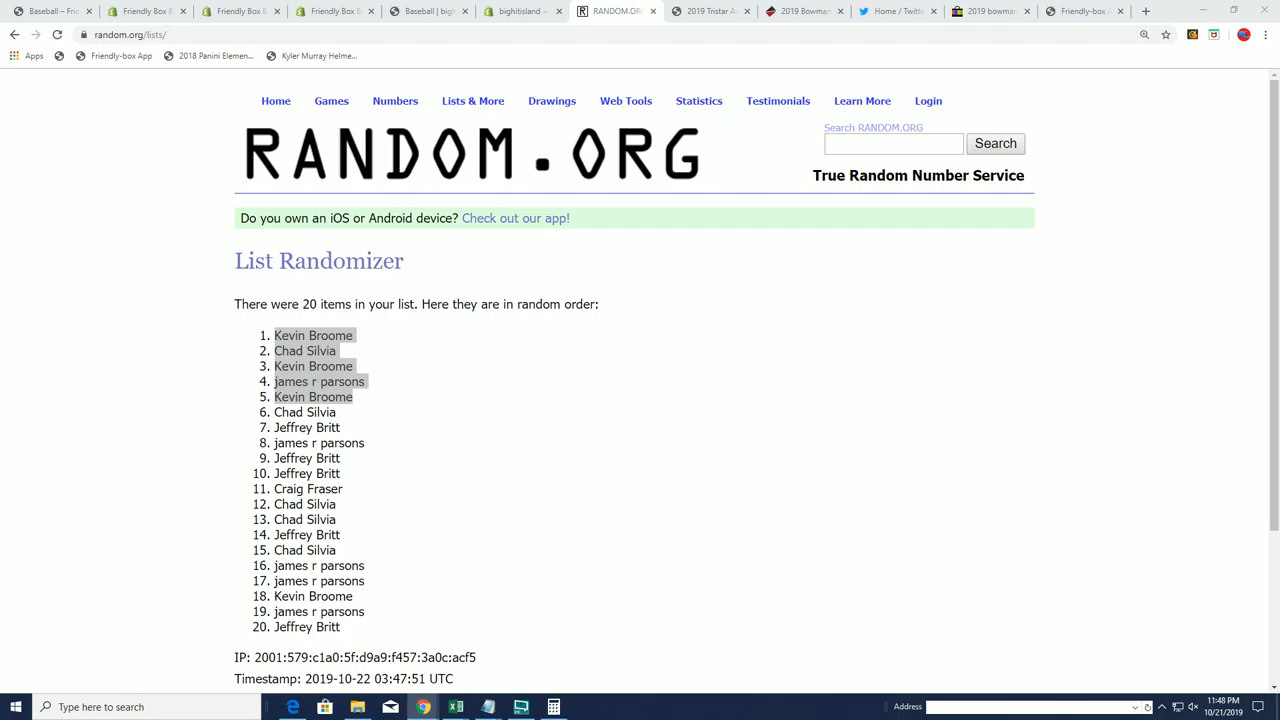 Baseball – Frie
Friendly Box B
Friendly Box B
Friendly Box B
Baseball | bigh
bighitisland ~
RANDOM.OR
2019 Tristar A
2019 Bowman
Home / Twitte
2019 bowman
Friendly-box A
random.org/lists/
Apps
Friendly-box App
2018 Panini Elemen...
Kyler Murray Helme...
Home Games Numbers Lists & More Drawings Web Tools Statistics Testimonials Learn More Login
RANDOM.ORG
Search RANDOM.ORG
Search
True Random Number Service
Do you own an iOS or Android device? Check out our app!
List Randomizer
There were 20 items in your list. Here they are in random order:
1. Kevin Broome
2. Chad Silvia
3. Kevin Broome
4. james r parsons
5. Kevin Broome
6. Chad Silvia
7. Jeffrey Britt
8. james r parsons
9. Jeffrey Britt
10. Jeffrey Britt
11. Craig Fraser
12. Chad Silvia
13. Chad Silvia
14. Jeffrey Britt
15. Chad Silvia
16. james r parsons
17. james r parsons
18. Kevin Broome
19. james r parsons
20. Jeffrey Britt
IP: 2001:579:c1a0:5f:d9a9:f457:3a0c:acf5
Timestamp: 2019-10-22 03:47:51 UTC
Type here to search
Address
11:48 PM
10/21/2019